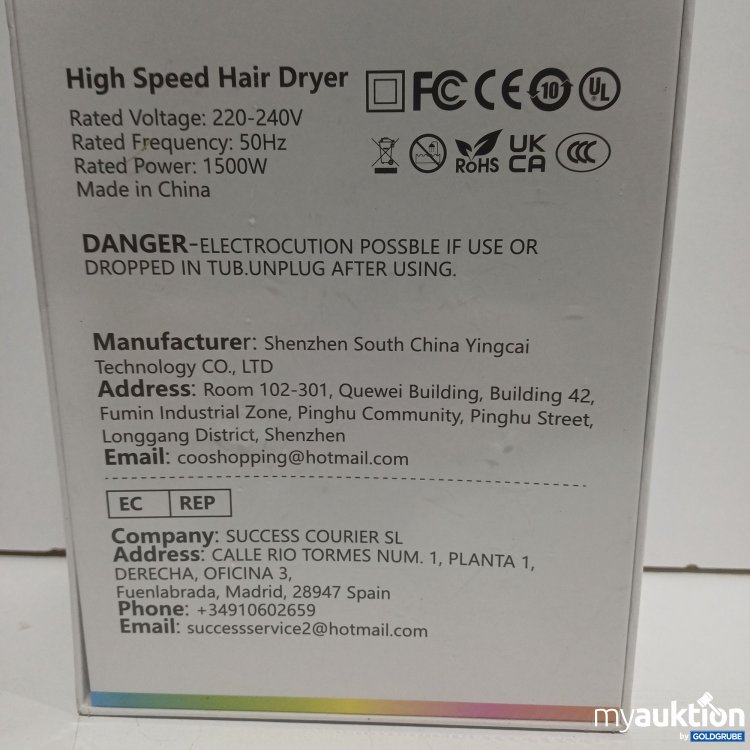 High Speed Hair Dryer
FC CE 10 UL
Rated Voltage: 220-240V
Rated Frequency: 50Hz
Rated Power: 1500W
Made in China
RoHS UK CA CCC
DANGER-ELECTROCUTION POSSBLE IF USE OR
DROPPED IN TUB.UNPLUG AFTER USING.
Manufacturer: Shenzhen South China Yingcai
Technology CO., LTD
Address: Room 102-301, Quewei Building, Building 42,
Fumin Industrial Zone, Pinghu Community, Pinghu Street,
Longgang District, Shenzhen
Email: cooshopping@hotmail.com
EC REP
Company: SUCCESS COURIER SL
Address: CALLE RIO TORMES NUM. 1, PLANTA 1,
DERECHA, OFICINA 3,
Fuenlabrada, Madrid, 28947 Spain
Phone: +34910602659
Email: successservice2@hotmail.com
myauktion
by GOLDGRUBE